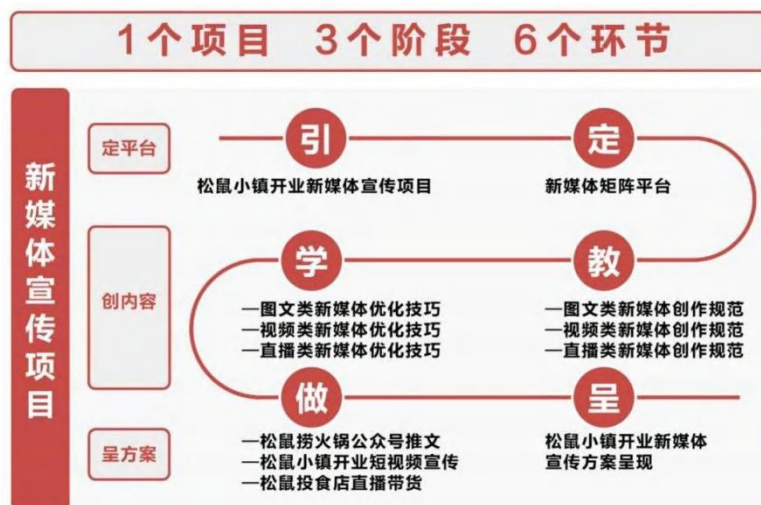 1个项目 3个阶段 6个环节
新媒体宣传项目
定平台
引
松鼠小镇开业新媒体宣传项目
定
新媒体矩阵平台
创内容
学
—图文类新媒体优化技巧
—视频类新媒体优化技巧
—直播类新媒体优化技巧
教
—图文类新媒体创作规范
—视频类新媒体创作规范
—直播类新媒体创作规范
呈方案
做
—松鼠捞火锅公众号推文
—松鼠小镇开业短视频宣传
—松鼠投食店直播带货
呈
松鼠小镇开业新媒体
宣传方案呈现